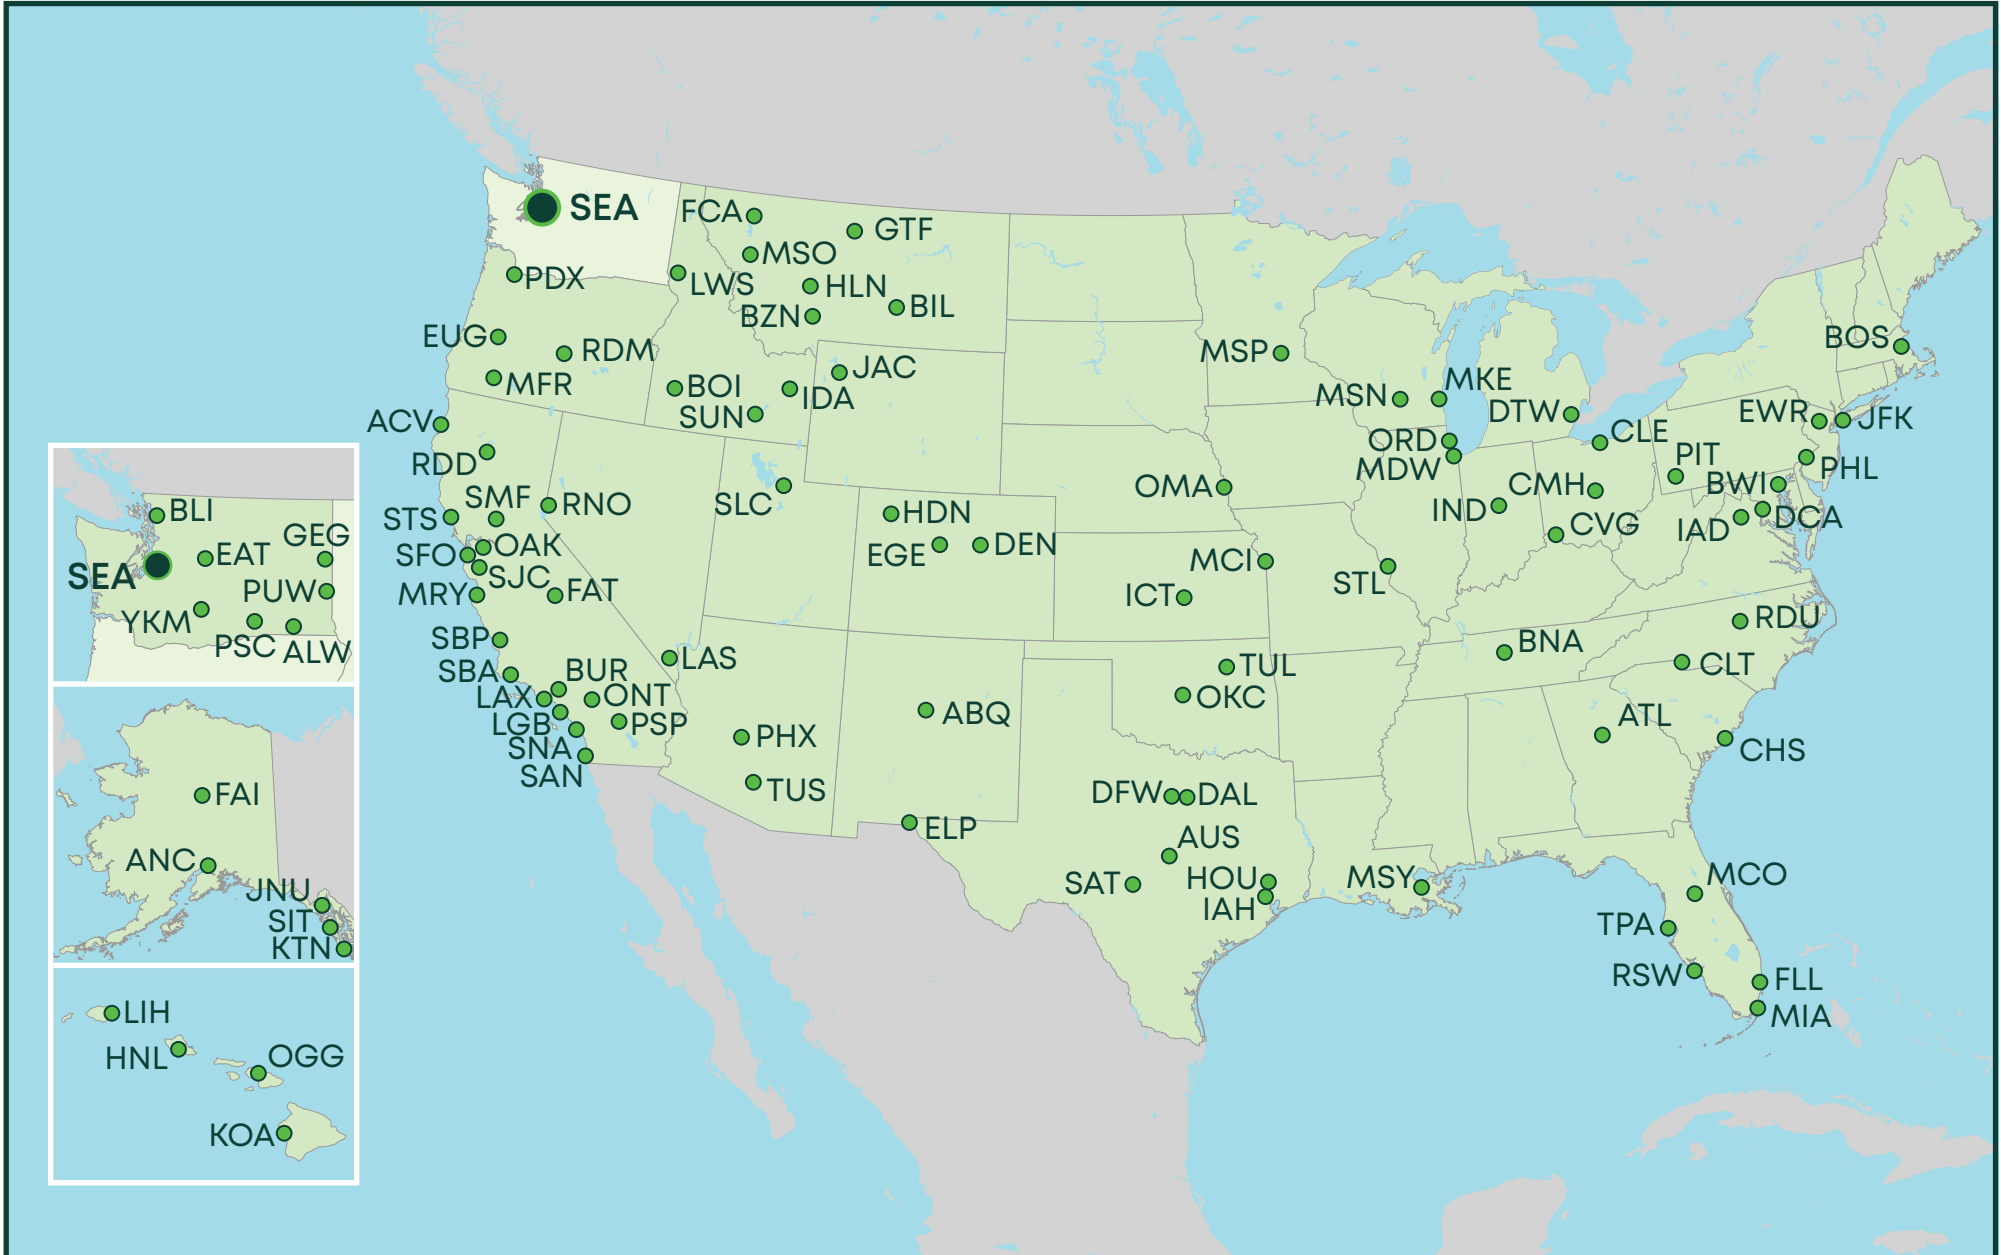 SEA
FCA
GTF
MSO
PDX
LWS
HLN
BZN
BIL
EUG
RDM
MFR
BOI
JAC
IDA
SUN
ACV
RDD
SLC
SMF
RNO
STS
OAK
SFO
SJC
MRY
FAT
SBP
SBA
BUR
LAS
LAX
ONT
LGB
PSP
SNA
SAN
PHX
TUS
HDN
EGE
DEN
ABQ
ELP
MSP
MSN
MKE
DTW
ORD
MDW
CLE
OMA
IND
CMH
CVG
PIT
MCI
ICT
STL
TUL
OKC
BNA
DFW
DAL
AUS
SAT
HOU
IAH
MSY
BOS
EWR
JFK
PHL
BWI
DCA
IAD
RDU
CLT
ATL
CHS
MCO
TPA
RSW
FLL
MIA
BLI
GEG
EAT
SEA
PUW
YKM
PSC
ALW
FAI
ANC
JNU
SIT
KTN
LIH
HNL
OGG
KOA